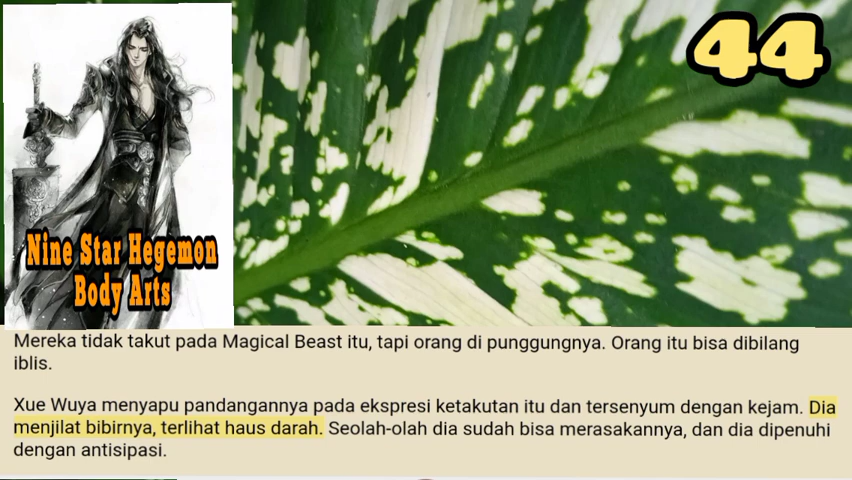 44
Nine Star Hegemon
Body Arts
Mereka tidak takut pada Magical Beast itu, tapi orang di punggungnya. Orang itu bisa dibilang
iblis.
Xue Wuya menyapu pandangannya pada ekspresi ketakutan itu dan tersenyum dengan kejam. Dia
menjilat bibirnya, terlihat haus darah. Seolah-olah dia sudah bisa merasakannya, dan dia dipenuhi
dengan antisipasi.